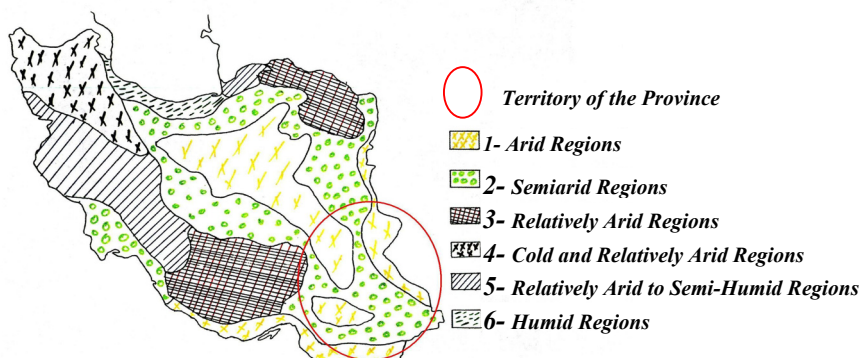 Territory of the Province
1- Arid Regions
2- Semiarid Regions
3- Relatively Arid Regions
4- Cold and Relatively Arid Regions
5- Relatively Arid to Semi-Humid Regions
6- Humid Regions